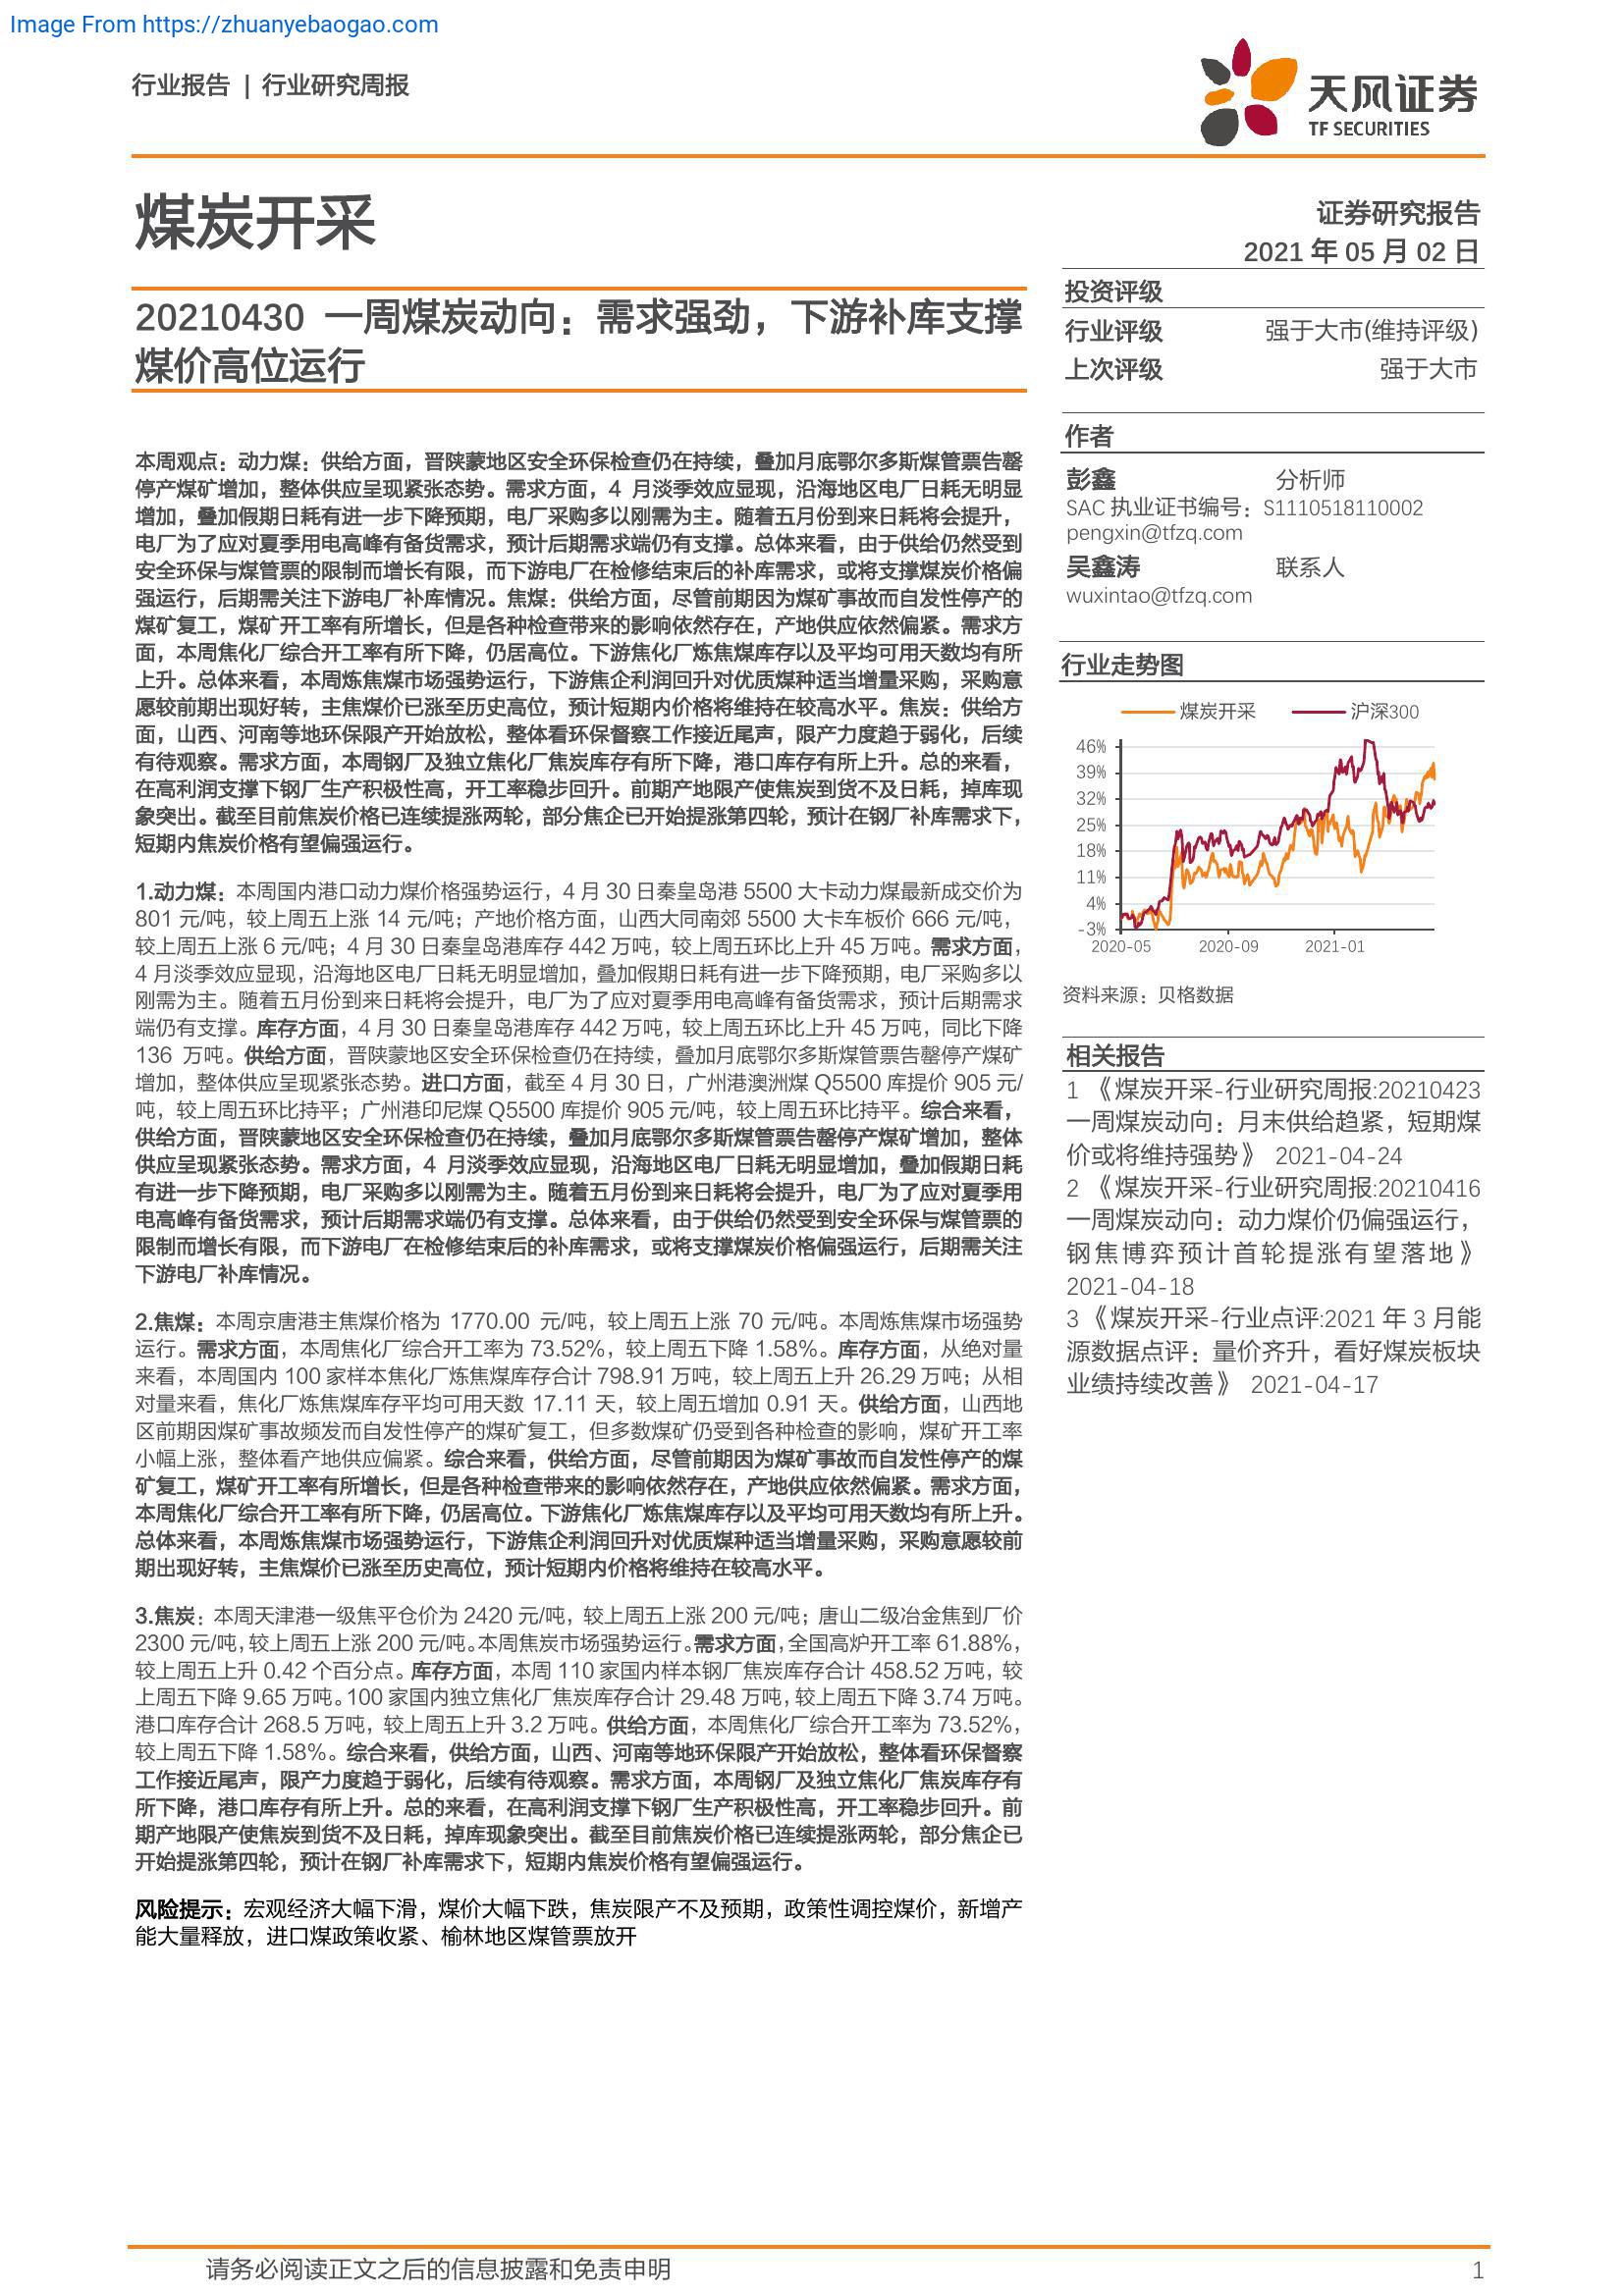 Image From https://zhuanyebaogao.com
行业报告 | 行业研究周报
天风证券
TF SECURITIES
煤炭开采
证券研究报告
2021 年 05 月 02 日
20210430 一周煤炭动向：需求强劲，下游补库支撑
煤价高位运行
投资评级
行业评级 强于大市(维持评级)
上次评级 强于大市
作者
彭鑫 分析师
SAC 执业证书编号：S1110518110002
pengxin@tfzq.com
吴鑫涛 联系人
wuxintao@tfzq.com
行业走势图
煤炭开采 沪深300
46%
39%
32%
25%
18%
11%
4%
-3%
2020-05 2020-09 2021-01
资料来源：贝格数据
相关报告
1 《煤炭开采-行业研究周报:20210423
一周煤炭动向：月末供给趋紧，短期煤
价或将维持强势》 2021-04-24
2 《煤炭开采-行业研究周报:20210416
一周煤炭动向：动力煤价仍偏强运行，
钢焦博弈预计首轮提涨有望落地》
2021-04-18
3 《煤炭开采-行业点评:2021 年 3 月能
源数据点评：量价齐升，看好煤炭板块
业绩持续改善》 2021-04-17
本周观点：动力煤：供给方面，晋陕蒙地区安全环保检查仍在持续，叠加月底鄂尔多斯煤管票告罄
停产煤矿增加，整体供应呈现紧张态势。需求方面，4 月淡季效应显现，沿海地区电厂日耗无明显
增加，叠加假期日耗有进一步下降预期，电厂采购多以刚需为主。随着五月份到来日耗将会提升，
电厂为了应对夏季用电高峰有备货需求，预计后期需求端仍有支撑。总体来看，由于供给仍然受到
安全环保与煤管票的限制而增长有限，而下游电厂在检修结束后的补库需求，或将支撑煤炭价格偏
强运行，后期需关注下游电厂补库情况。焦煤：供给方面，尽管前期因为煤矿事故而自发性停产的
煤矿复工，煤矿开工率有所增长，但是各种检查带来的影响依然存在，产地供应依然偏紧。需求方
面，本周焦化厂综合开工率有所下降，仍居高位。下游焦化厂炼焦煤库存以及平均可用天数均有所
上升。总体来看，本周炼焦煤市场强势运行，下游焦企利润回升对优质煤种适当增量采购，采购意
愿较前期出现好转，主焦煤价已涨至历史高位，预计短期内价格将维持在较高水平。焦炭：供给方
面，山西、河南等地环保限产开始放松，整体看环保督察工作接近尾声，限产力度趋于弱化，后续
有待观察。需求方面，本周钢厂及独立焦化厂焦炭库存有所下降，港口库存有所上升。总的来看，
在高利润支撑下钢厂生产积极性高，开工率稳步回升。前期产地限产使焦炭到货不及日耗，掉库现
象突出。截至目前焦炭价格已连续提涨两轮，部分焦企已开始提涨第四轮，预计在钢厂补库需求下，
短期内焦炭价格有望偏强运行。
1.动力煤：本周国内港口动力煤价格强势运行，4 月 30 日秦皇岛港 5500 大卡动力煤最新成交价为
801 元/吨，较上周五上涨 14 元/吨；产地价格方面，山西大同南郊 5500 大卡车板价 666 元/吨，
较上周五上涨 6 元/吨；4 月 30 日秦皇岛港库存 442 万吨，较上周五环比上升 45 万吨。需求方面，
4 月淡季效应显现，沿海地区电厂日耗无明显增加，叠加假期日耗有进一步下降预期，电厂采购多以
刚需为主。随着五月份到来日耗将会提升，电厂为了应对夏季用电高峰有备货需求，预计后期需求
端仍有支撑。库存方面，4 月 30 日秦皇岛港库存 442 万吨，较上周五环比上升 45 万吨，同比下降
136 万吨。供给方面，晋陕蒙地区安全环保检查仍在持续，叠加月底鄂尔多斯煤管票告罄停产煤矿
增加，整体供应呈现紧张态势。进口方面，截至 4 月 30 日，广州港澳洲煤 Q5500 库提价 905 元/
吨，较上周五环比持平；广州港印尼煤 Q5500 库提价 905 元/吨，较上周五环比持平。综合来看，
供给方面，晋陕蒙地区安全环保检查仍在持续，叠加月底鄂尔多斯煤管票告罄停产煤矿增加，整体
供应呈现紧张态势。需求方面，4 月淡季效应显现，沿海地区电厂日耗无明显增加，叠加假期日耗
有进一步下降预期，电厂采购多以刚需为主。随着五月份到来日耗将会提升，电厂为了应对夏季用
电高峰有备货需求，预计后期需求端仍有支撑。总体来看，由于供给仍然受到安全环保与煤管票的
限制而增长有限，而下游电厂在检修结束后的补库需求，或将支撑煤炭价格偏强运行，后期需关注
下游电厂补库情况。
2.焦煤：本周京唐港主焦煤价格为 1770.00 元/吨，较上周五上涨 70 元/吨。本周炼焦煤市场强势
运行。需求方面，本周焦化厂综合开工率为 73.52%，较上周五下降 1.58%。库存方面，从绝对量
来看，本周国内 100 家样本焦化厂炼焦煤库存合计 798.91 万吨，较上周五上升 26.29 万吨；从相
对量来看，焦化厂炼焦煤库存平均可用天数 17.11 天，较上周五增加 0.91 天。供给方面，山西地
区前期因煤矿事故频发而自发性停产的煤矿复工，但多数煤矿仍受到各种检查的影响，煤矿开工率
小幅上涨，整体看产地供应偏紧。综合来看，供给方面，尽管前期因为煤矿事故而自发性停产的煤
矿复工，煤矿开工率有所增长，但是各种检查带来的影响依然存在，产地供应依然偏紧。需求方面，
本周焦化厂综合开工率有所下降，仍居高位。下游焦化厂炼焦煤库存以及平均可用天数均有所上升。
总体来看，本周炼焦煤市场强势运行，下游焦企利润回升对优质煤种适当增量采购，采购意愿较前
期出现好转，主焦煤价已涨至历史高位，预计短期内价格将维持在较高水平。
3.焦炭：本周天津港一级焦平仓价为 2420 元/吨，较上周五上涨 200 元/吨；唐山二级冶金焦到厂价
2300 元/吨，较上周五上涨 200 元/吨。本周焦炭市场强势运行。需求方面，全国高炉开工率 61.88%，
较上周五上升 0.42 个百分点。库存方面，本周 110 家国内样本钢厂焦炭库存合计 458.52 万吨，较
上周五下降 9.65 万吨。100 家国内独立焦化厂焦炭库存合计 29.48 万吨，较上周五下降 3.74 万吨。
港口库存合计 268.5 万吨，较上周五上升 3.2 万吨。供给方面，本周焦化厂综合开工率为 73.52%，
较上周五下降 1.58%。综合来看，供给方面，山西、河南等地环保限产开始放松，整体看环保督察
工作接近尾声，限产力度趋于弱化，后续有待观察。需求方面，本周钢厂及独立焦化厂焦炭库存有
所下降，港口库存有所上升。总的来看，在高利润支撑下钢厂生产积极性高，开工率稳步回升。前
期产地限产使焦炭到货不及日耗，掉库现象突出。截至目前焦炭价格已连续提涨两轮，部分焦企已
开始提涨第四轮，预计在钢厂补库需求下，短期内焦炭价格有望偏强运行。
风险提示：宏观经济大幅下滑，煤价大幅下跌，焦炭限产不及预期，政策性调控煤价，新增产
能大量释放，进口煤政策收紧、榆林地区煤管票放开
请务必阅读正文之后的信息披露和免责申明 1